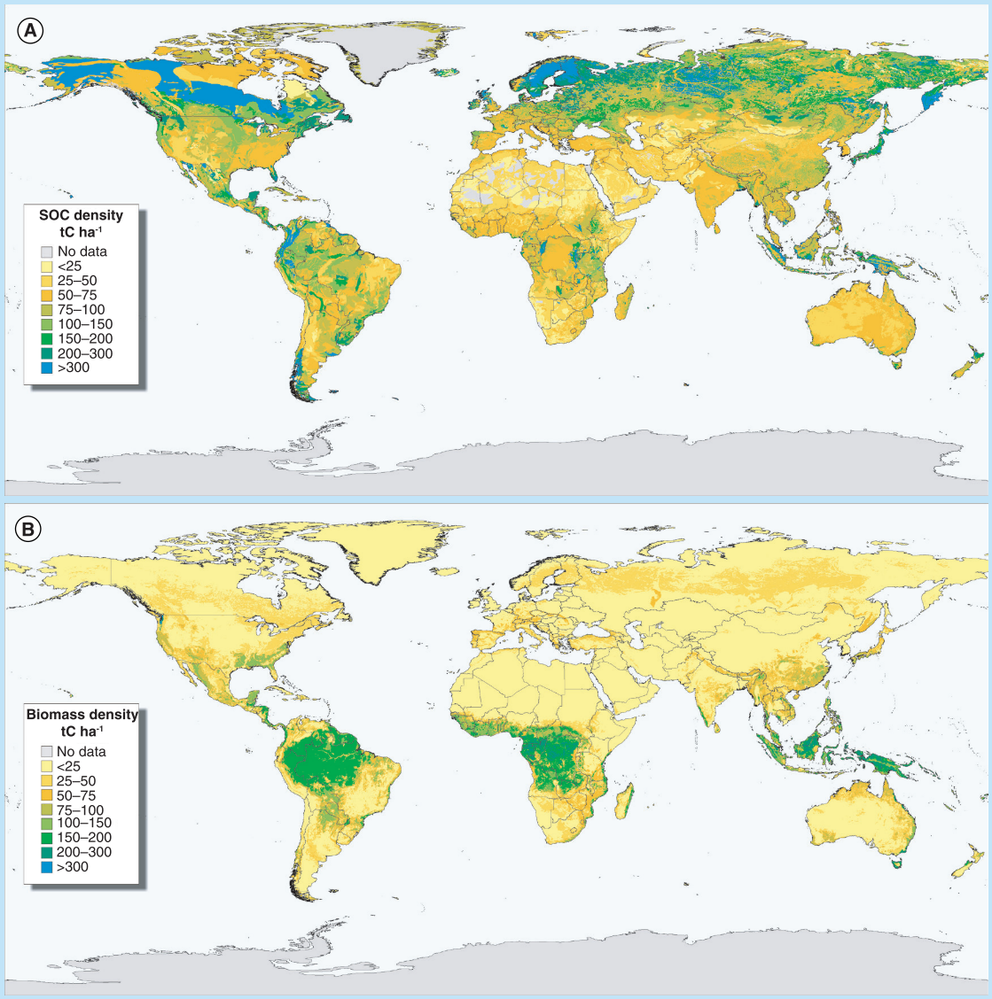 A
SOC density
tC ha-1
No data
<25
25–50
50–75
75–100
100–150
150–200
200–300
>300
B
Biomass density
tC ha-1
No data
<25
25–50
50–75
75–100
100–150
150–200
200–300
>300